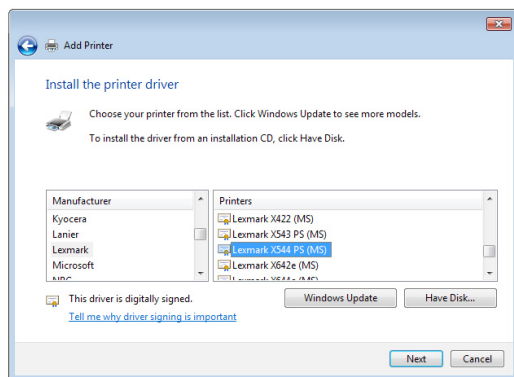 Add Printer
Install the printer driver
Choose your printer from the list. Click Windows Update to see more models.
To install the driver from an installation CD, click Have Disk.
Manufacturer
Kyocera
Lanier
Lexmark
Microsoft
Printers
Lexmark X422 (MS)
Lexmark X543 PS (MS)
Lexmark X544 PS (MS)
Lexmark X642e (MS)
This driver is digitally signed.
Tell me why driver signing is important
Windows Update
Have Disk...
Next
Cancel